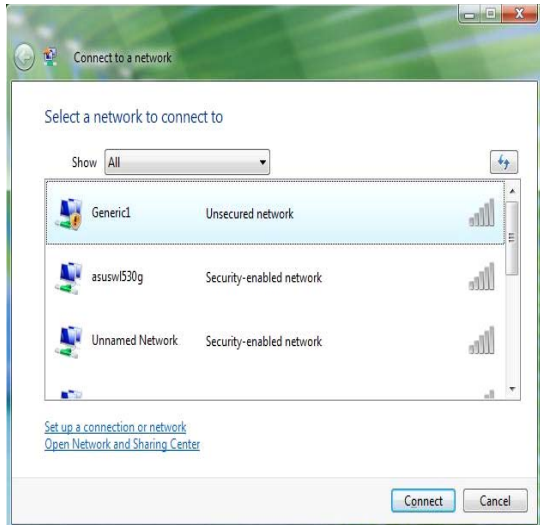 Connect to a network
Select a network to connect to
Show All
Generic1 Unsecured network
asuswl530g Security-enabled network
Unnamed Network Security-enabled network
Set up a connection or network
Open Network and Sharing Center
Connect Cancel